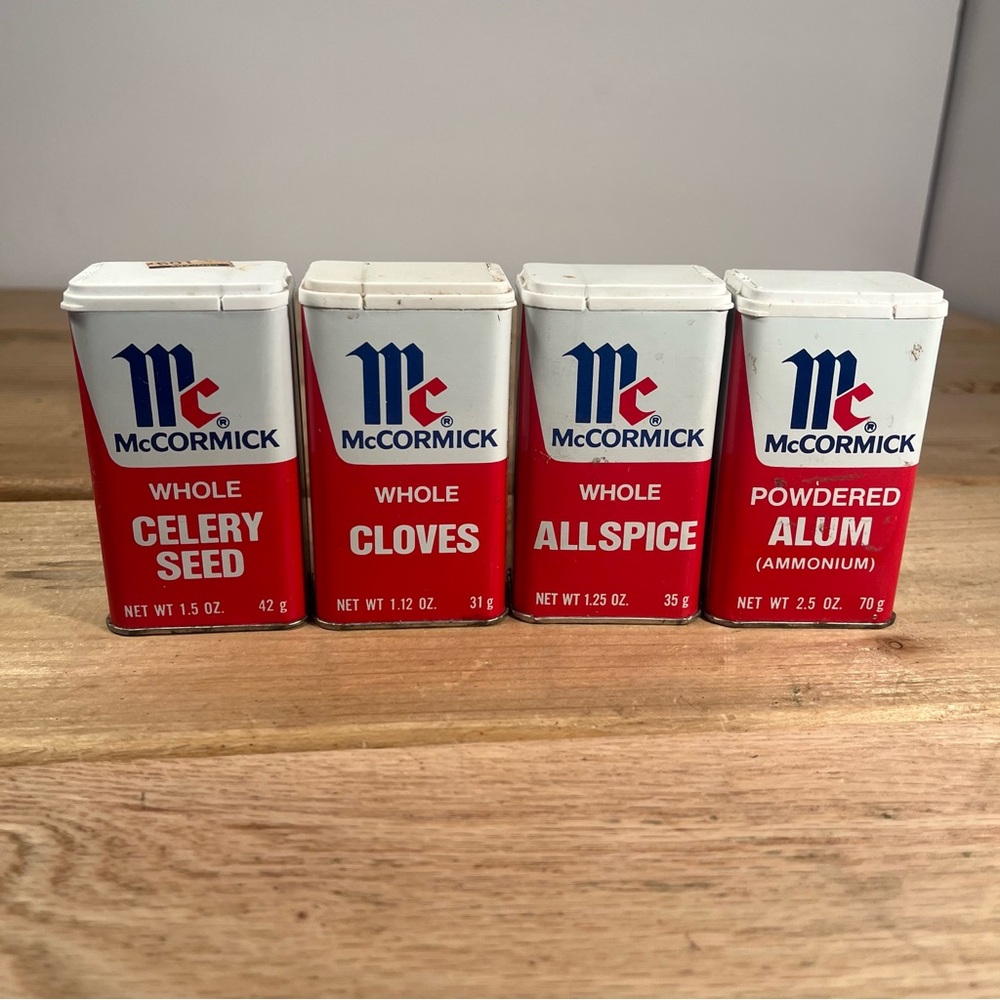 Mc®
McCORMICK
WHOLE
CELERY
SEED
NET WT 1.5 OZ. 42 g
Mc®
McCORMICK
WHOLE
CLOVES
NET WT 1.12 OZ. 31 g
Mc®
McCORMICK
WHOLE
ALLSPICE
NET WT 1.25 OZ. 35 g
Mc®
McCORMICK
POWDERED
ALUM
(AMMONIUM)
NET WT 2.5 OZ. 70 g